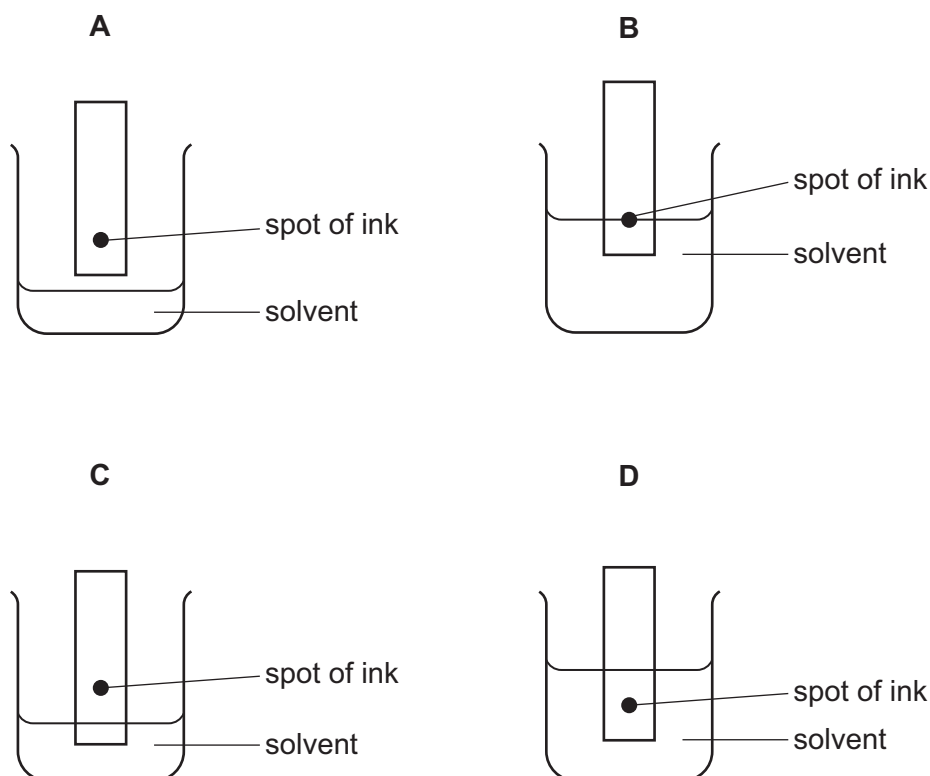 A
B
spot of ink
solvent
spot of ink
solvent
C
D
spot of ink
solvent
spot of ink
solvent